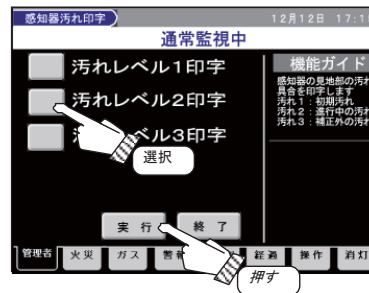 感知器汚れ印字
12月12日 17:1
通常監視中
汚れレベル1印字
汚れレベル2印字
ベル3印字
選択
機能ガイド
感知器の見地部の汚れ
具合を印字します
汚れ1：初期汚れ
汚れ2：進行中の汚れ
汚れ3：補正外の汚れ
実行
終了
押す
管理者 火災 ガス 警報 経過 操作 消灯